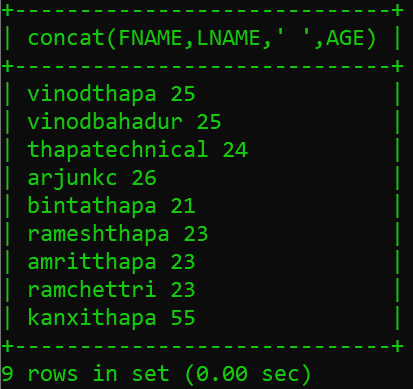 +-----------------------------+
| concat(FNAME,LNAME,' ',AGE) |
+-----------------------------+
| vinodthapa 25               |
| vinodbahadur 25             |
| thapatechnical 24           |
| arjunkc 26                  |
| bintathapa 21               |
| rameshthapa 23              |
| amritthapa 23               |
| ramchettri 23               |
| kanxithapa 55               |
+-----------------------------+
9 rows in set (0.00 sec)